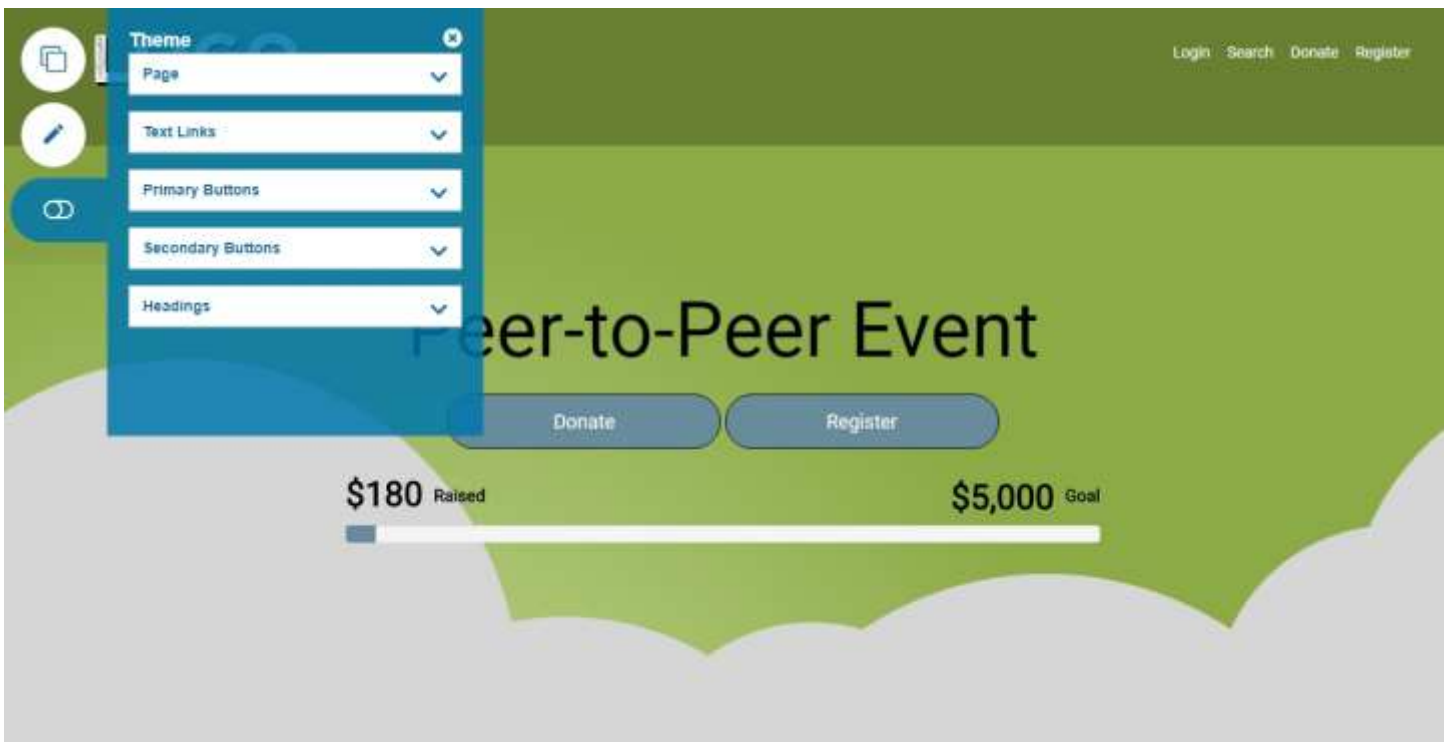 Theme
Page
Text Links
Primary Buttons
Secondary Buttons
Headings
Login Search Donate Register
Peer-to-Peer Event
Donate Register
$180 Raised $5,000 Goal